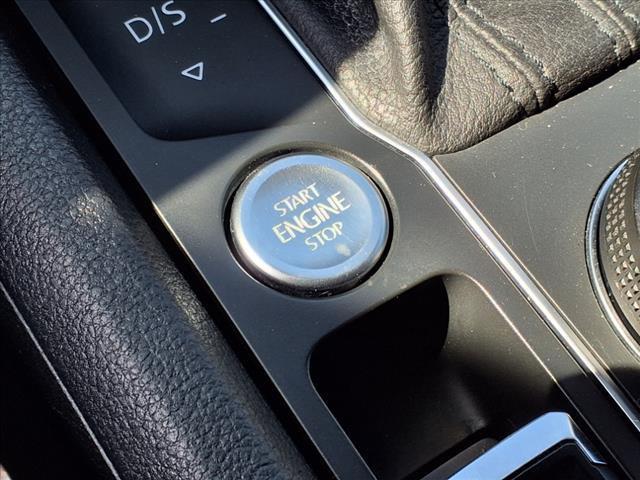 D/S –
START
ENGINE
STOP